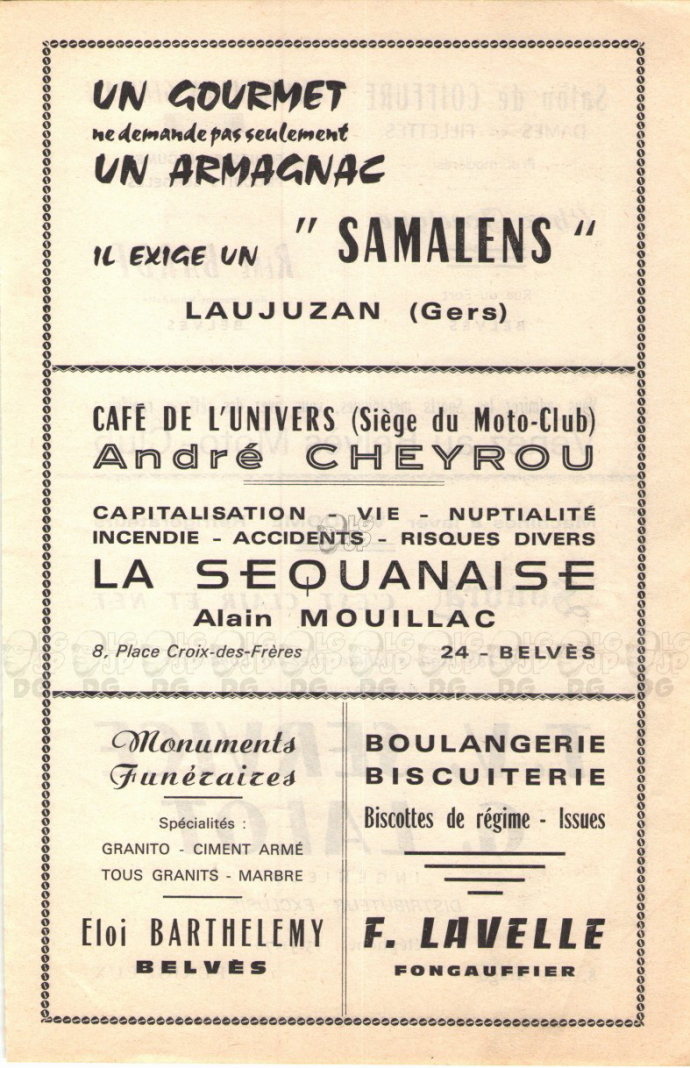 UN GOURMET
ne demande pas seulement
UN ARMAGNAC
IL EXIGE UN " SAMALENS "
LAUJUZAN (Gers)
CAFÉ DE L'UNIVERS (Siège du Moto-Club)
André CHEYROU
CAPITALISATION - VIE - NUPTIALITÉ
INCENDIE - ACCIDENTS - RISQUES DIVERS
LA SEQUANAISE
Alain MOUILLAC
8, Place Croix-des-Frères 24 - BELVÈS
Monuments
Funéraires
Spécialités :
GRANITO - CIMENT ARMÉ
TOUS GRANITS - MARBRE
Eloi BARTHELEMY
BELVÈS
BOULANGERIE
BISCUITERIE
Biscottes de régime - Issues
F. LAVELLE
FONGAUFFIER